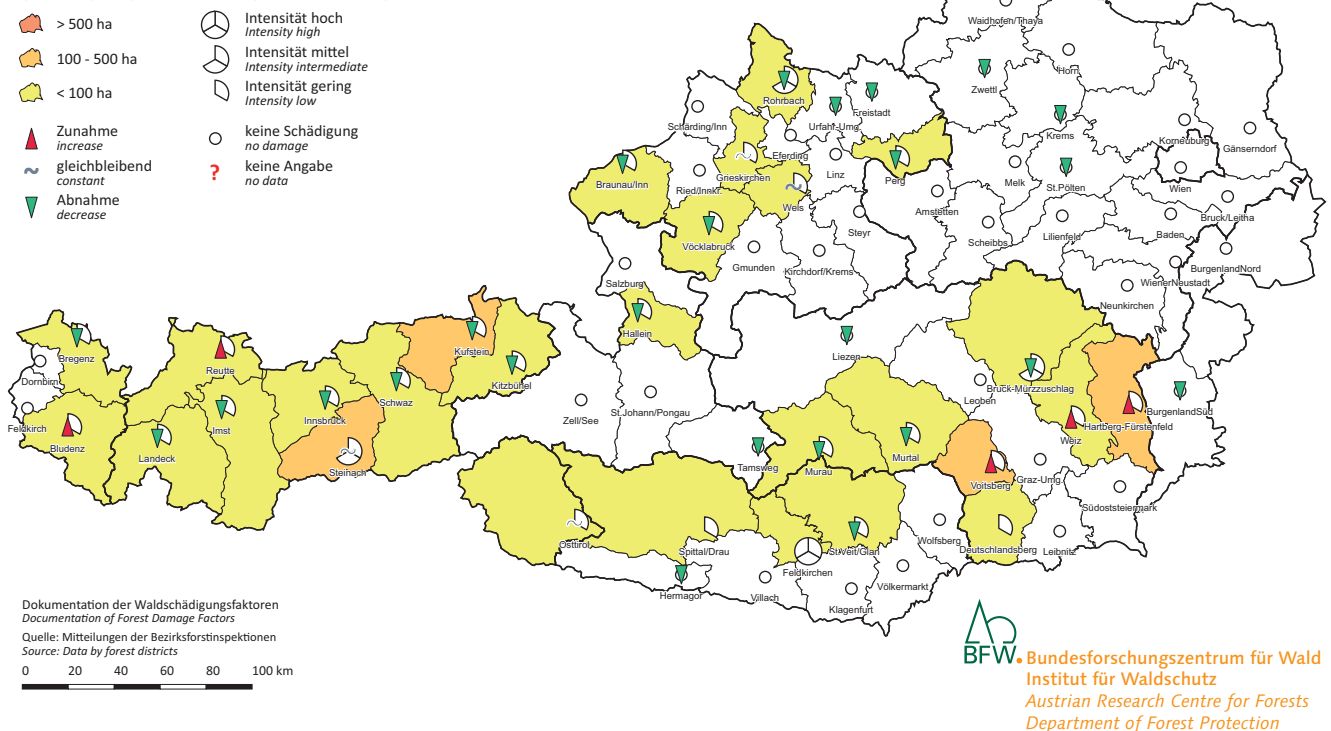 > 500 ha
100 - 500 ha
< 100 ha
Zunahme
increase
~ gleichbleibend
constant
Abnahme
decrease
Intensität hoch
Intensity high
Intensität mittel
Intensity intermediate
Intensität gering
Intensity low
keine Schädigung
no damage
? keine Angabe
no data
Waidhofen/Thaya
Zwettl
Horn
Rohrbach
Freistadt
Urfahr-Umg.
Schärding/Inn
Krems
Korneuburg
Gänserndorf
Eferding
Grieskirchen
Linz
Braunau/Inn
Ried/Innkr.
Perg
Melk
St.Pölten
Wien
Wels
Amstetten
Bruck/Leitha
Steyr
Scheibbs
Lilienfeld
Baden
Vöcklabruck
Gmunden
Kirchdorf/Krems
BurgenlandNord
Salzburg
WienerNeustadt
Neunkirchen
Hallein
Kufstein
Liezen
Bregenz
Reutte
Dornbirn
Kitzbühel
Bruck-Mürzzuschlag
Schwaz
Leoben
BurgenlandSüd
Innsbruck
Zell/See
St.Johann/Pongau
Feldkirch
Imst
Hartberg-Fürstenfeld
Weiz
Bludenz
Landeck
Steinach
Tamsweg
Murau
Murtal
Voitsberg
Graz-Umg.
Südoststeiermark
Osttirol
Spittal/Drau
St.Veit/Glan
Wolfsberg
Deutschlandsberg
Leibnitz
Feldkirchen
Völkermarkt
Hermagor
Villach
Klagenfurt
Dokumentation der Waldschädigungsfaktoren
Documentation of Forest Damage Factors
Quelle: Mitteilungen der Bezirksforstinspektionen
Source: Data by forest districts
0 20 40 60 80 100 km
BFW.
Bundesforschungszentrum für Wald
Institut für Waldschutz
Austrian Research Centre for Forests
Department of Forest Protection